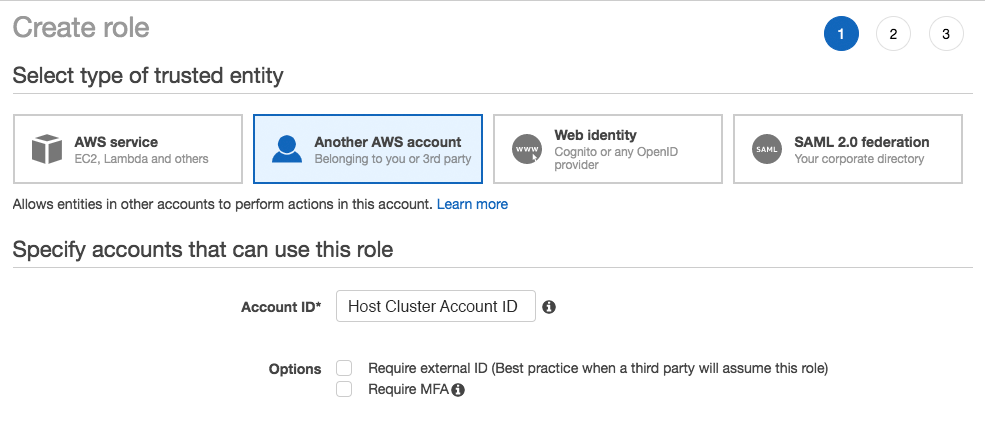 Create role
1 2 3
Select type of trusted entity
AWS service
EC2, Lambda and others
Another AWS account
Belonging to you or 3rd party
www
Web identity
Cognito or any OpenID
provider
SAML
SAML 2.0 federation
Your corporate directory
Allows entities in other accounts to perform actions in this account. Learn more
Specify accounts that can use this role
Account ID* Host Cluster Account ID i
Options Require external ID (Best practice when a third party will assume this role)
Require MFA i